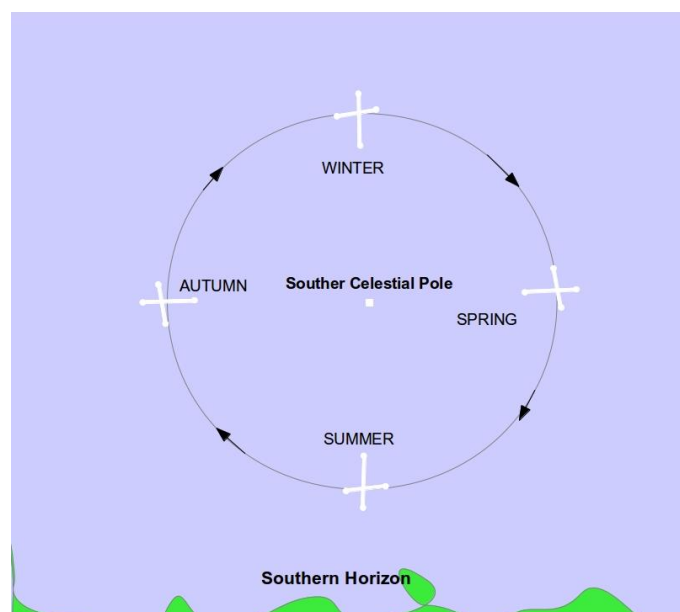 WINTER
AUTUMN
Souther Celestial Pole
SPRING
SUMMER
Southern Horizon